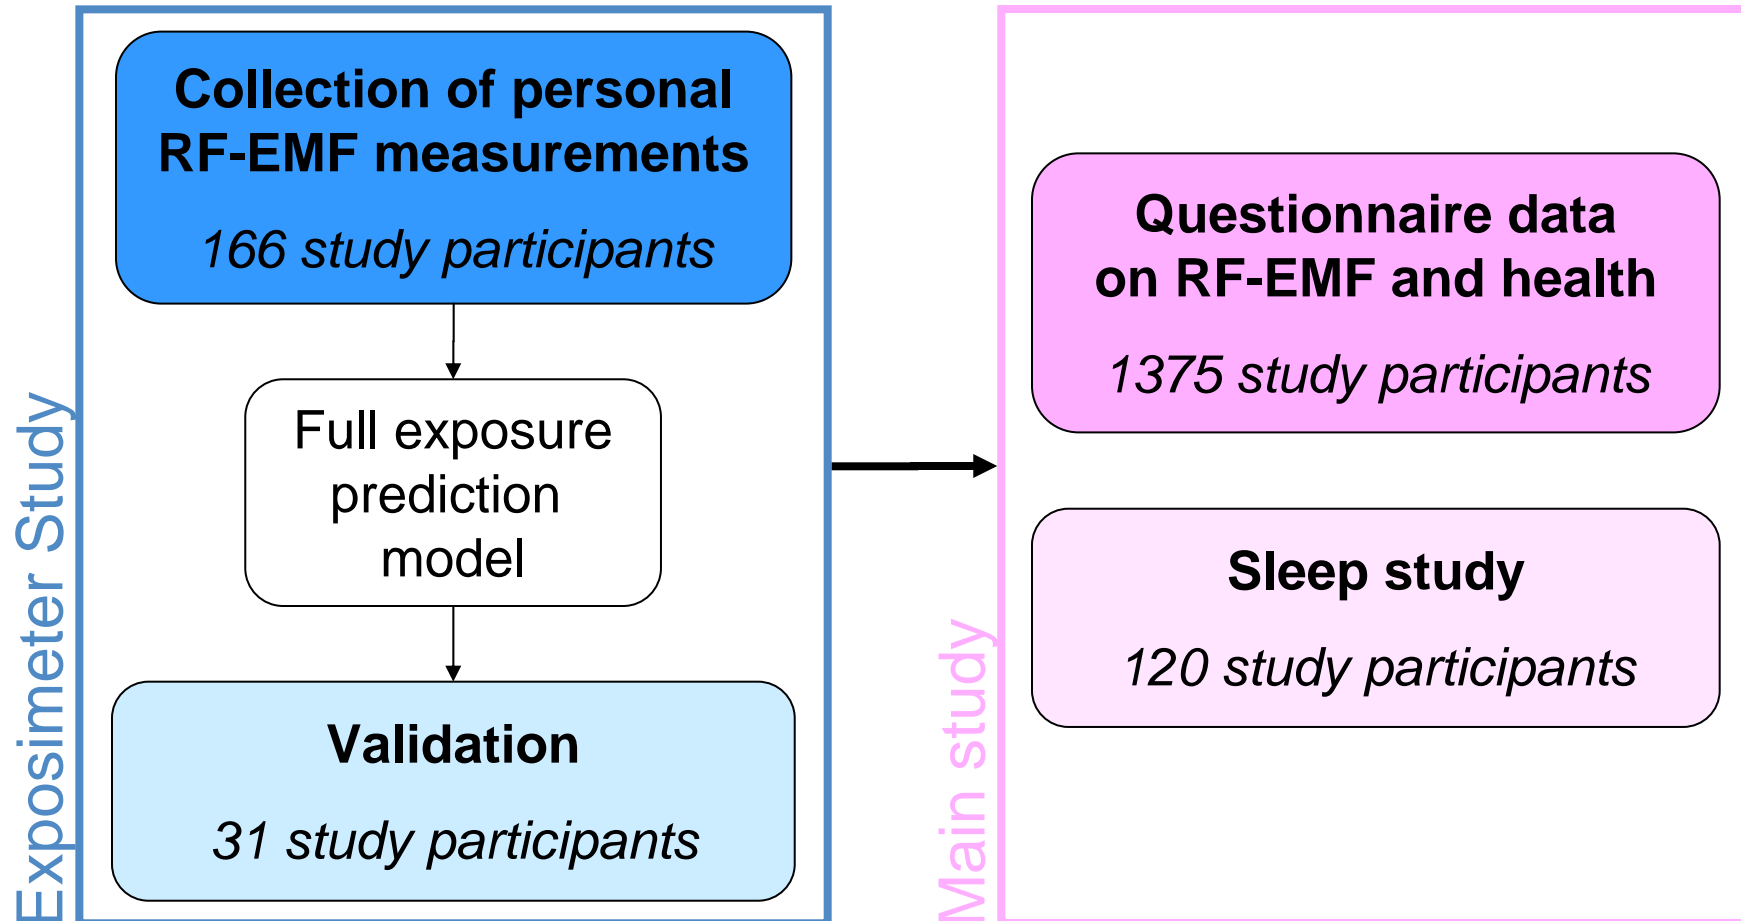 Exposimeter Study
Collection of personal
RF-EMF measurements
166 study participants
Full exposure
prediction
model
Validation
31 study participants
Main study
Questionnaire data
on RF-EMF and health
1375 study participants
Sleep study
120 study participants